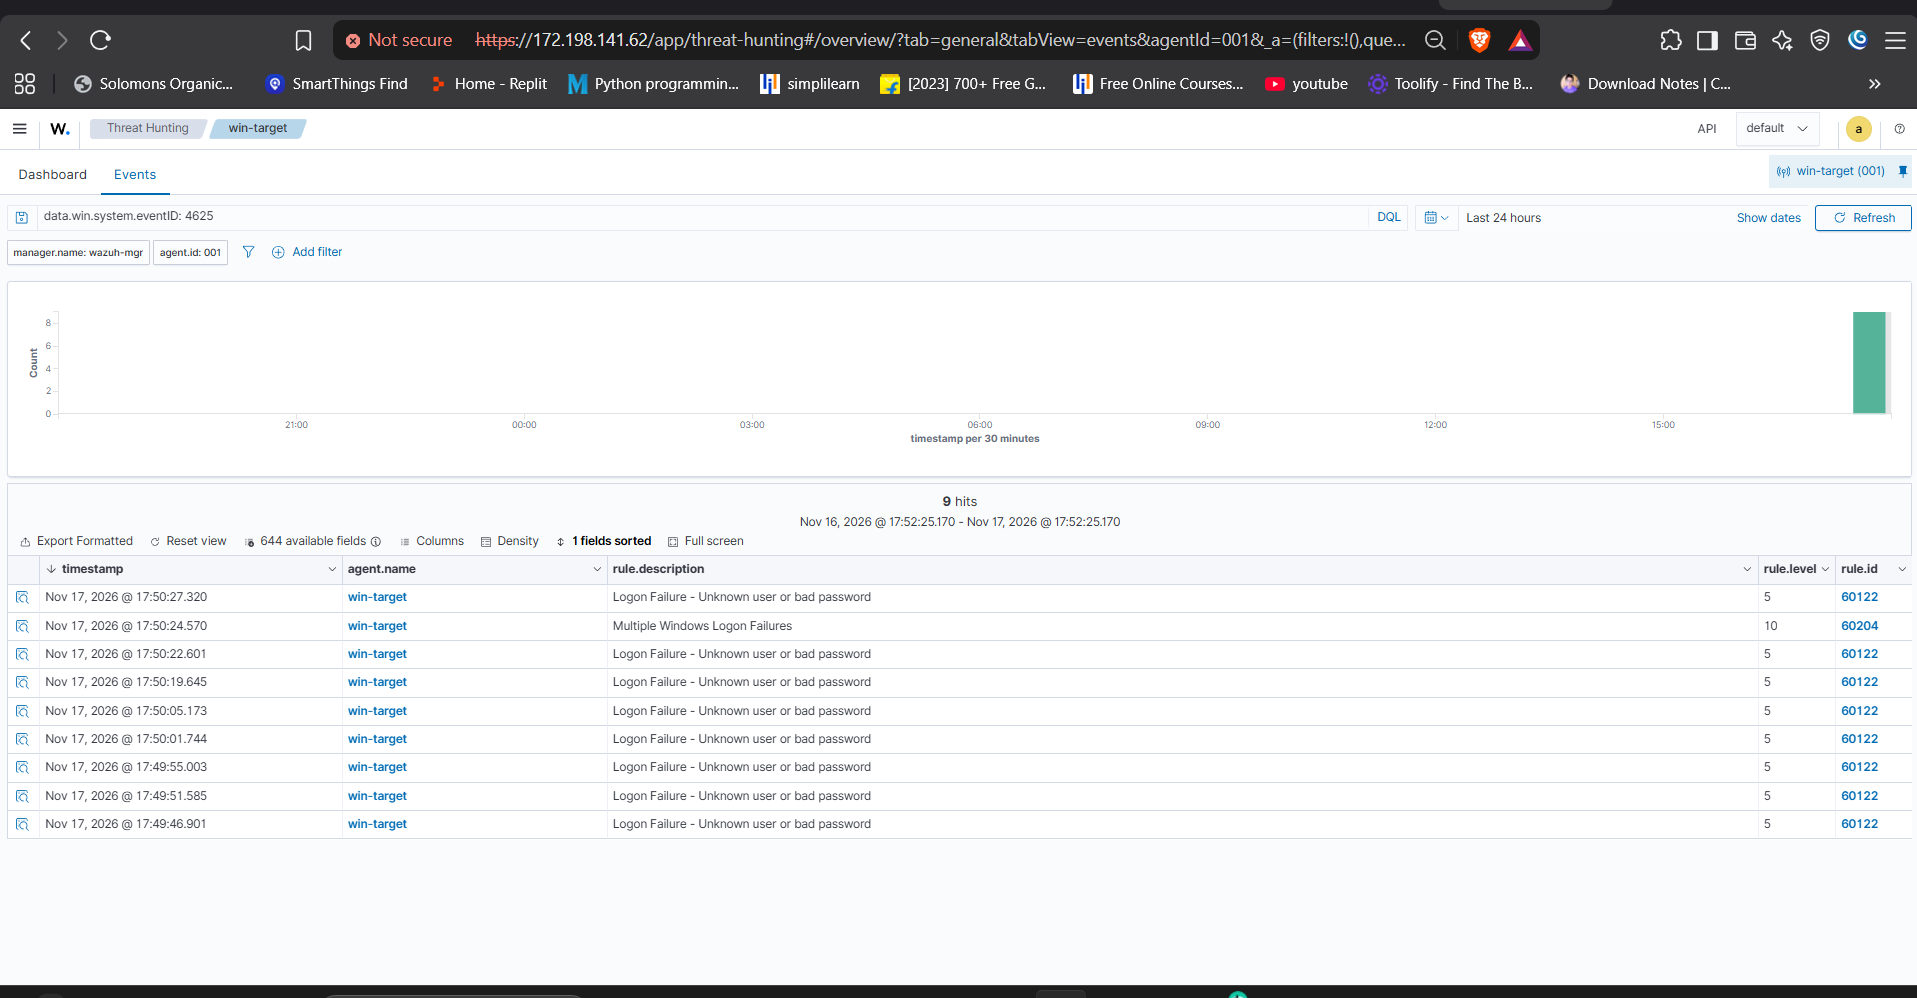 Not secure https://172.198.141.62/app/threat-hunting#/overview/?tab=general&tabView=events&agentId=001&_a=(filters:!(),que...
Solomons Organic... SmartThings Find Home - Replit Python programmin... simplilearn [2023] 700+ Free G... Free Online Courses... youtube Toolify - Find The B... Download Notes | C... »
W. Threat Hunting win-target API default a
Dashboard Events win-target (001)
data.win.system.eventID: 4625 DQL Last 24 hours Show dates Refresh
manager.name: wazuh-mgr agent.id: 001 Add filter
Count
8
6
4
2
0
21:00 00:00 03:00 06:00 09:00 12:00 15:00
timestamp per 30 minutes
9 hits
Nov 16, 2026 @ 17:52:25.170 - Nov 17, 2026 @ 17:52:25.170
Export Formatted Reset view 644 available fields Columns Density 1 fields sorted Full screen
timestamp agent.name rule.description rule.level rule.id
Nov 17, 2026 @ 17:50:27.320 win-target Logon Failure - Unknown user or bad password 5 60122
Nov 17, 2026 @ 17:50:24.570 win-target Multiple Windows Logon Failures 10 60204
Nov 17, 2026 @ 17:50:22.601 win-target Logon Failure - Unknown user or bad password 5 60122
Nov 17, 2026 @ 17:50:19.645 win-target Logon Failure - Unknown user or bad password 5 60122
Nov 17, 2026 @ 17:50:05.173 win-target Logon Failure - Unknown user or bad password 5 60122
Nov 17, 2026 @ 17:50:01.744 win-target Logon Failure - Unknown user or bad password 5 60122
Nov 17, 2026 @ 17:49:55.003 win-target Logon Failure - Unknown user or bad password 5 60122
Nov 17, 2026 @ 17:49:51.585 win-target Logon Failure - Unknown user or bad password 5 60122
Nov 17, 2026 @ 17:49:46.901 win-target Logon Failure - Unknown user or bad password 5 60122